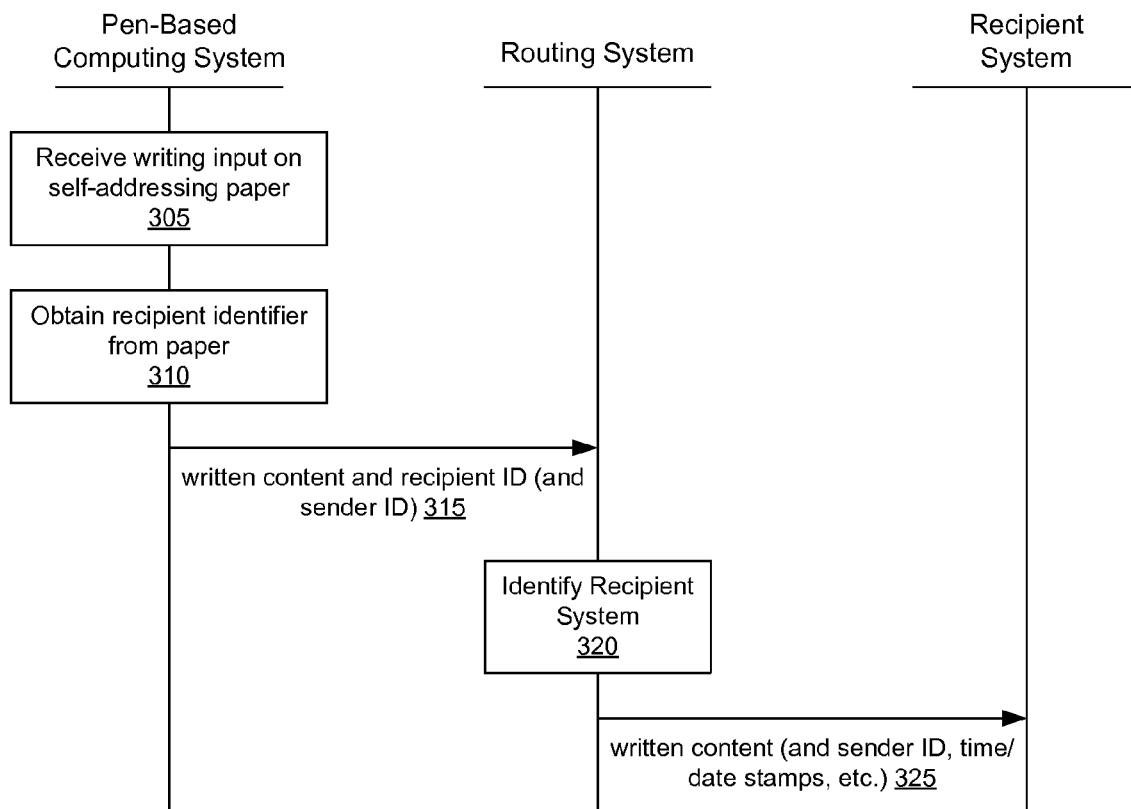 Pen-Based
Computing System
Routing System
Recipient
System
Receive writing input on
self-addressing paper
305
Obtain recipient identifier
from paper
310
written content and recipient ID (and
sender ID) 315
Identify Recipient
System
320
written content (and sender ID, time/
date stamps, etc.) 325